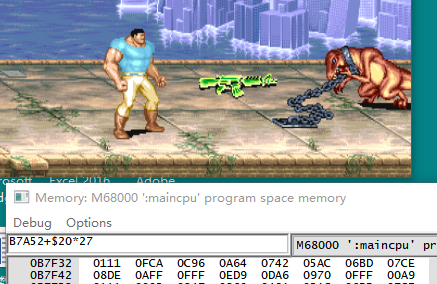 rosoft Excel 2016 Adobe
Memory: M68000 ':maincpu' program space memory
Debug Options
B7A52+$20*27 M68000 ':maincpu' pr
0B7F32 0111 0FCA 0C96 0A64 0742 05AC 06BD 07CE
0B7F42 08DE 0AFF 0FFF 0ED9 0DA6 0970 0FFF 00A9